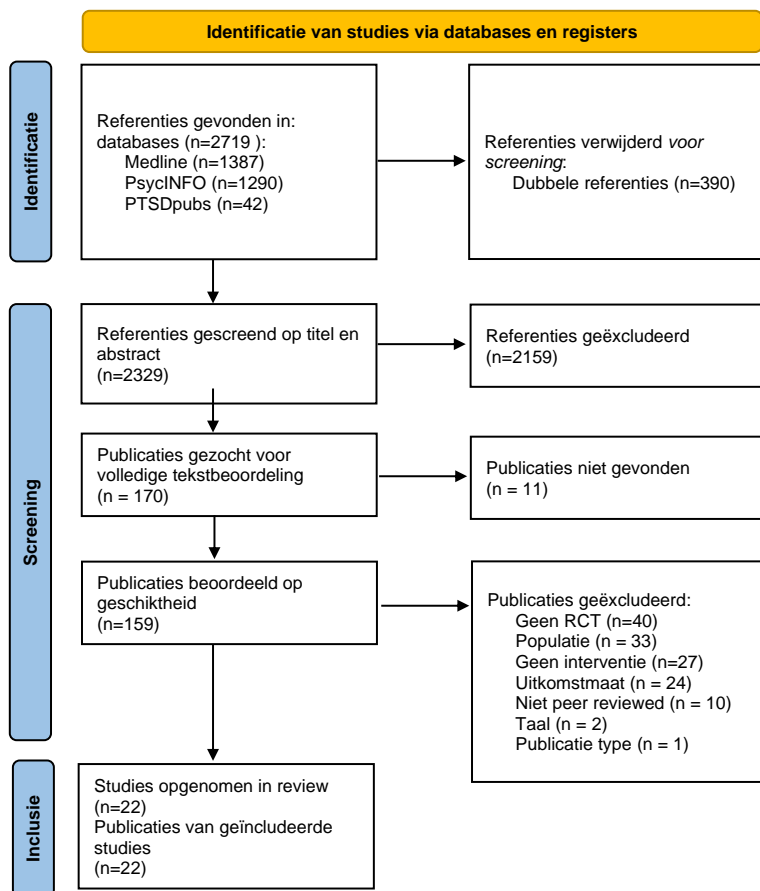 Identificatie van studies via databases en registers
Identificatie
Referenties gevonden in:
databases (n=2719 ):
Medline (n=1387)
PsycINFO (n=1290)
PTSDpubs (n=42)
Referenties verwijderd voor
screening:
Dubbele referenties (n=390)
Screening
Referenties gescreend op titel en
abstract
(n=2329)
Referenties geëxcludeerd
(n=2159)
Publicaties gezocht voor
volledige tekstbeoordeling
(n = 170)
Publicaties niet gevonden
(n = 11)
Publicaties beoordeeld op
geschiktheid
(n=159)
Publicaties geëxcludeerd:
Geen RCT (n=40)
Populatie (n = 33)
Geen interventie (n=27)
Uitkomstmaat (n = 24)
Niet peer reviewed (n = 10)
Taal (n = 2)
Publicatie type (n = 1)
Inclusie
Studies opgenomen in review
(n=22)
Publicaties van geïncludeerde
studies
(n=22)